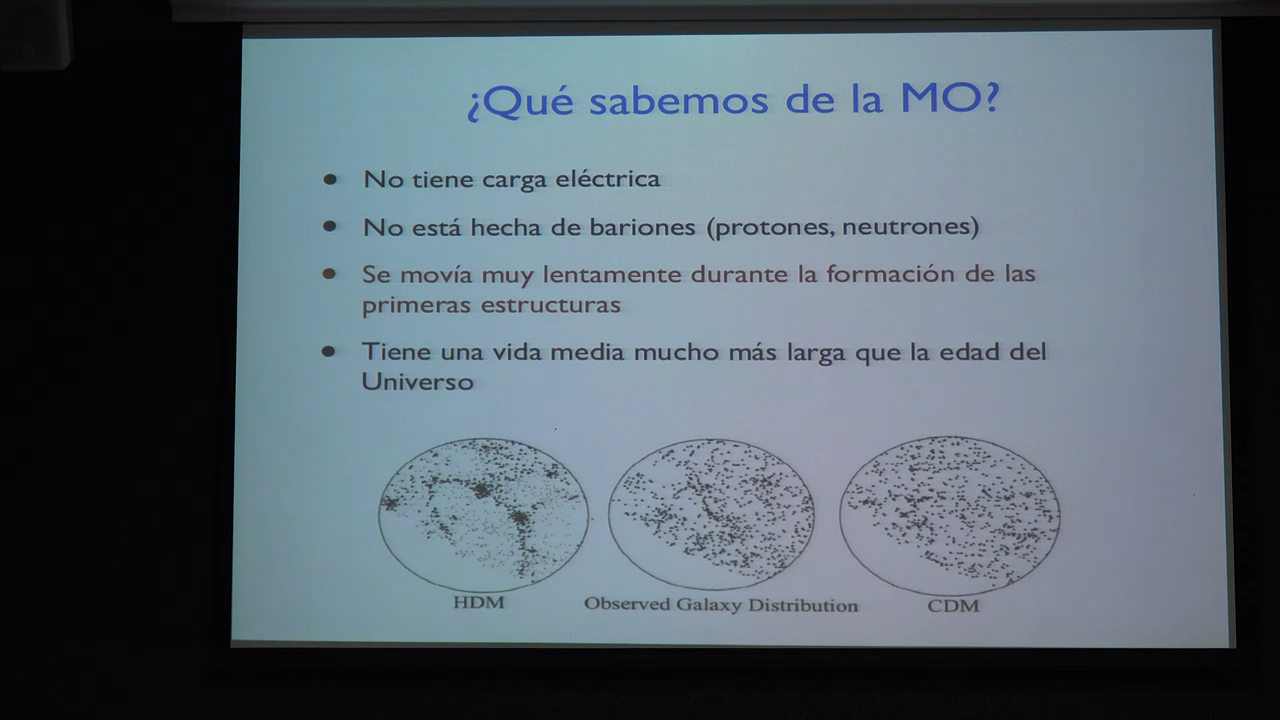 ¿Qué sabemos de la MO?
• No tiene carga eléctrica
• No está hecha de bariones (protones, neutrones)
• Se movía muy lentamente durante la formación de las
primeras estructuras
• Tiene una vida media mucho más larga que la edad del
Universo
HDM
Observed Galaxy Distribution
CDM